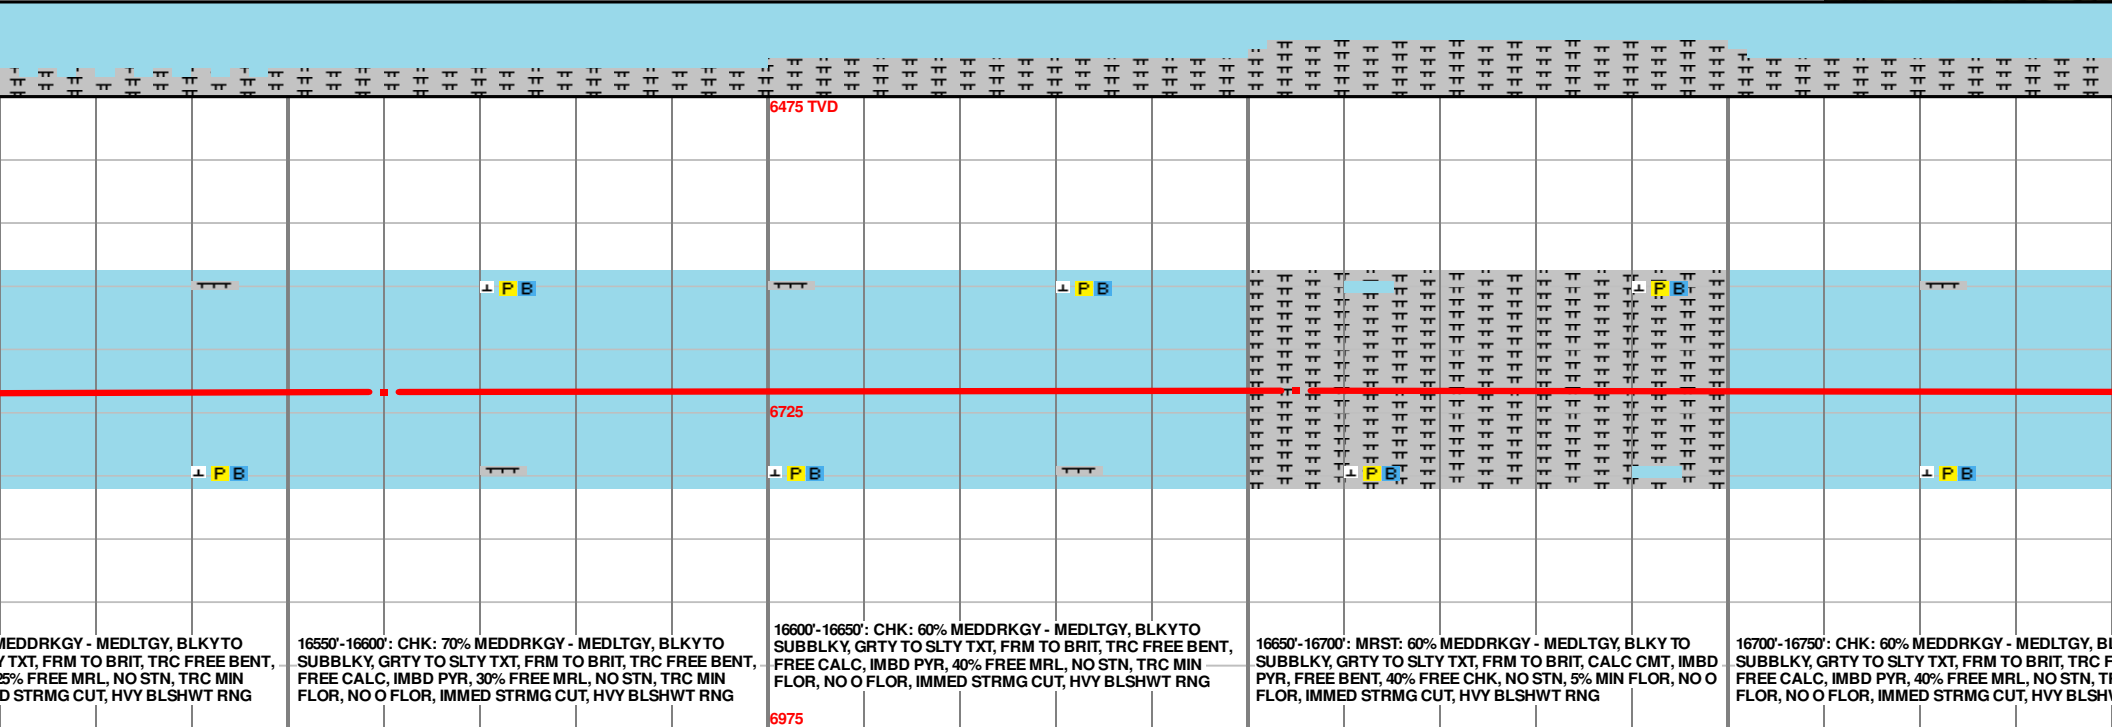 6475 TVD
P B
P B
P B
6725
P B
P B
P B
P B
MEDDRKGY - MEDLTGY, BLKY TO
TXT, FRM TO BRIT, TRC FREE BENT,
25% FREE MRL, NO STN, TRC MIN
STRMG CUT, HVY BLSHWT RNG
16550'-16600': CHK: 70% MEDDRKGY - MEDLTGY, BLKY TO
SUBBLKY, GRTY TO SLTY TXT, FRM TO BRIT, TRC FREE BENT,
FREE CALC, IMBD PYR, 30% FREE MRL, NO STN, TRC MIN
FLOR, NO O FLOR, IMMED STRMG CUT, HVY BLSHWT RNG
16600'-16650': CHK: 60% MEDDRKGY - MEDLTGY, BLKY TO
SUBBLKY, GRTY TO SLTY TXT, FRM TO BRIT, TRC FREE BENT,
FREE CALC, IMBD PYR, 40% FREE MRL, NO STN, TRC MIN
FLOR, NO O FLOR, IMMED STRMG CUT, HVY BLSHWT RNG
16650'-16700': MRST: 60% MEDDRKGY - MEDLTGY, BLKY TO
SUBBLKY, GRTY TO SLTY TXT, FRM TO BRIT, CALC CMT, IMBD
PYR, FREE BENT, 40% FREE CHK, NO STN, 5% MIN FLOR, NO O
FLOR, IMMED STRMG CUT, HVY BLSHWT RNG
16700'-16750': CHK: 60% MEDDRKGY - MEDLTGY,
SUBBLKY, GRTY TO SLTY TXT, FRM TO BRIT, TRC
FREE CALC, IMBD PYR, 40% FREE MRL, NO STN,
FLOR, NO O FLOR, IMMED STRMG CUT, HVY
6975